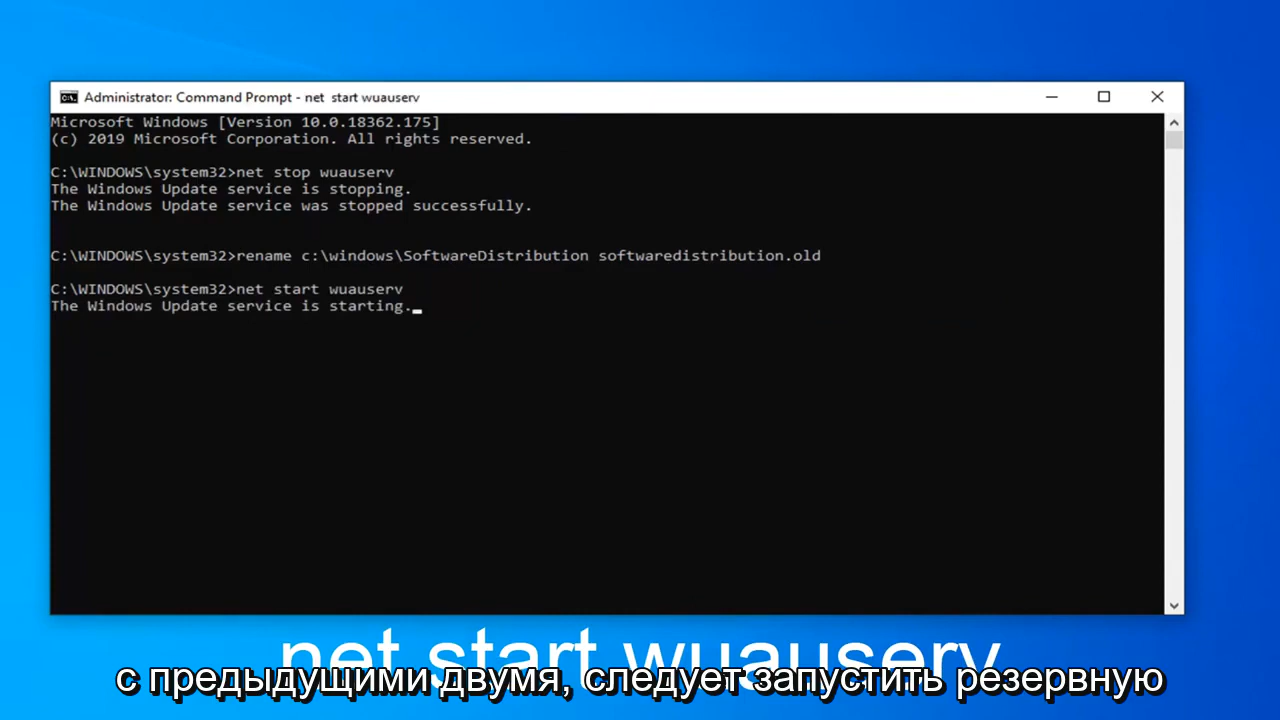 Administrator: Command Prompt - net  start wuauserv
Microsoft Windows [Version 10.0.18362.175]
(c) 2019 Microsoft Corporation. All rights reserved.
C:\WINDOWS\system32>net stop wuauserv
The Windows Update service is stopping.
The Windows Update service was stopped successfully.
C:\WINDOWS\system32>rename c:\windows\SoftwareDistribution softwaredistribution.old
C:\WINDOWS\system32>net start wuauserv
The Windows Update service is starting.
net start wuauserv
с предыдущими двумя, следует запустить резервную